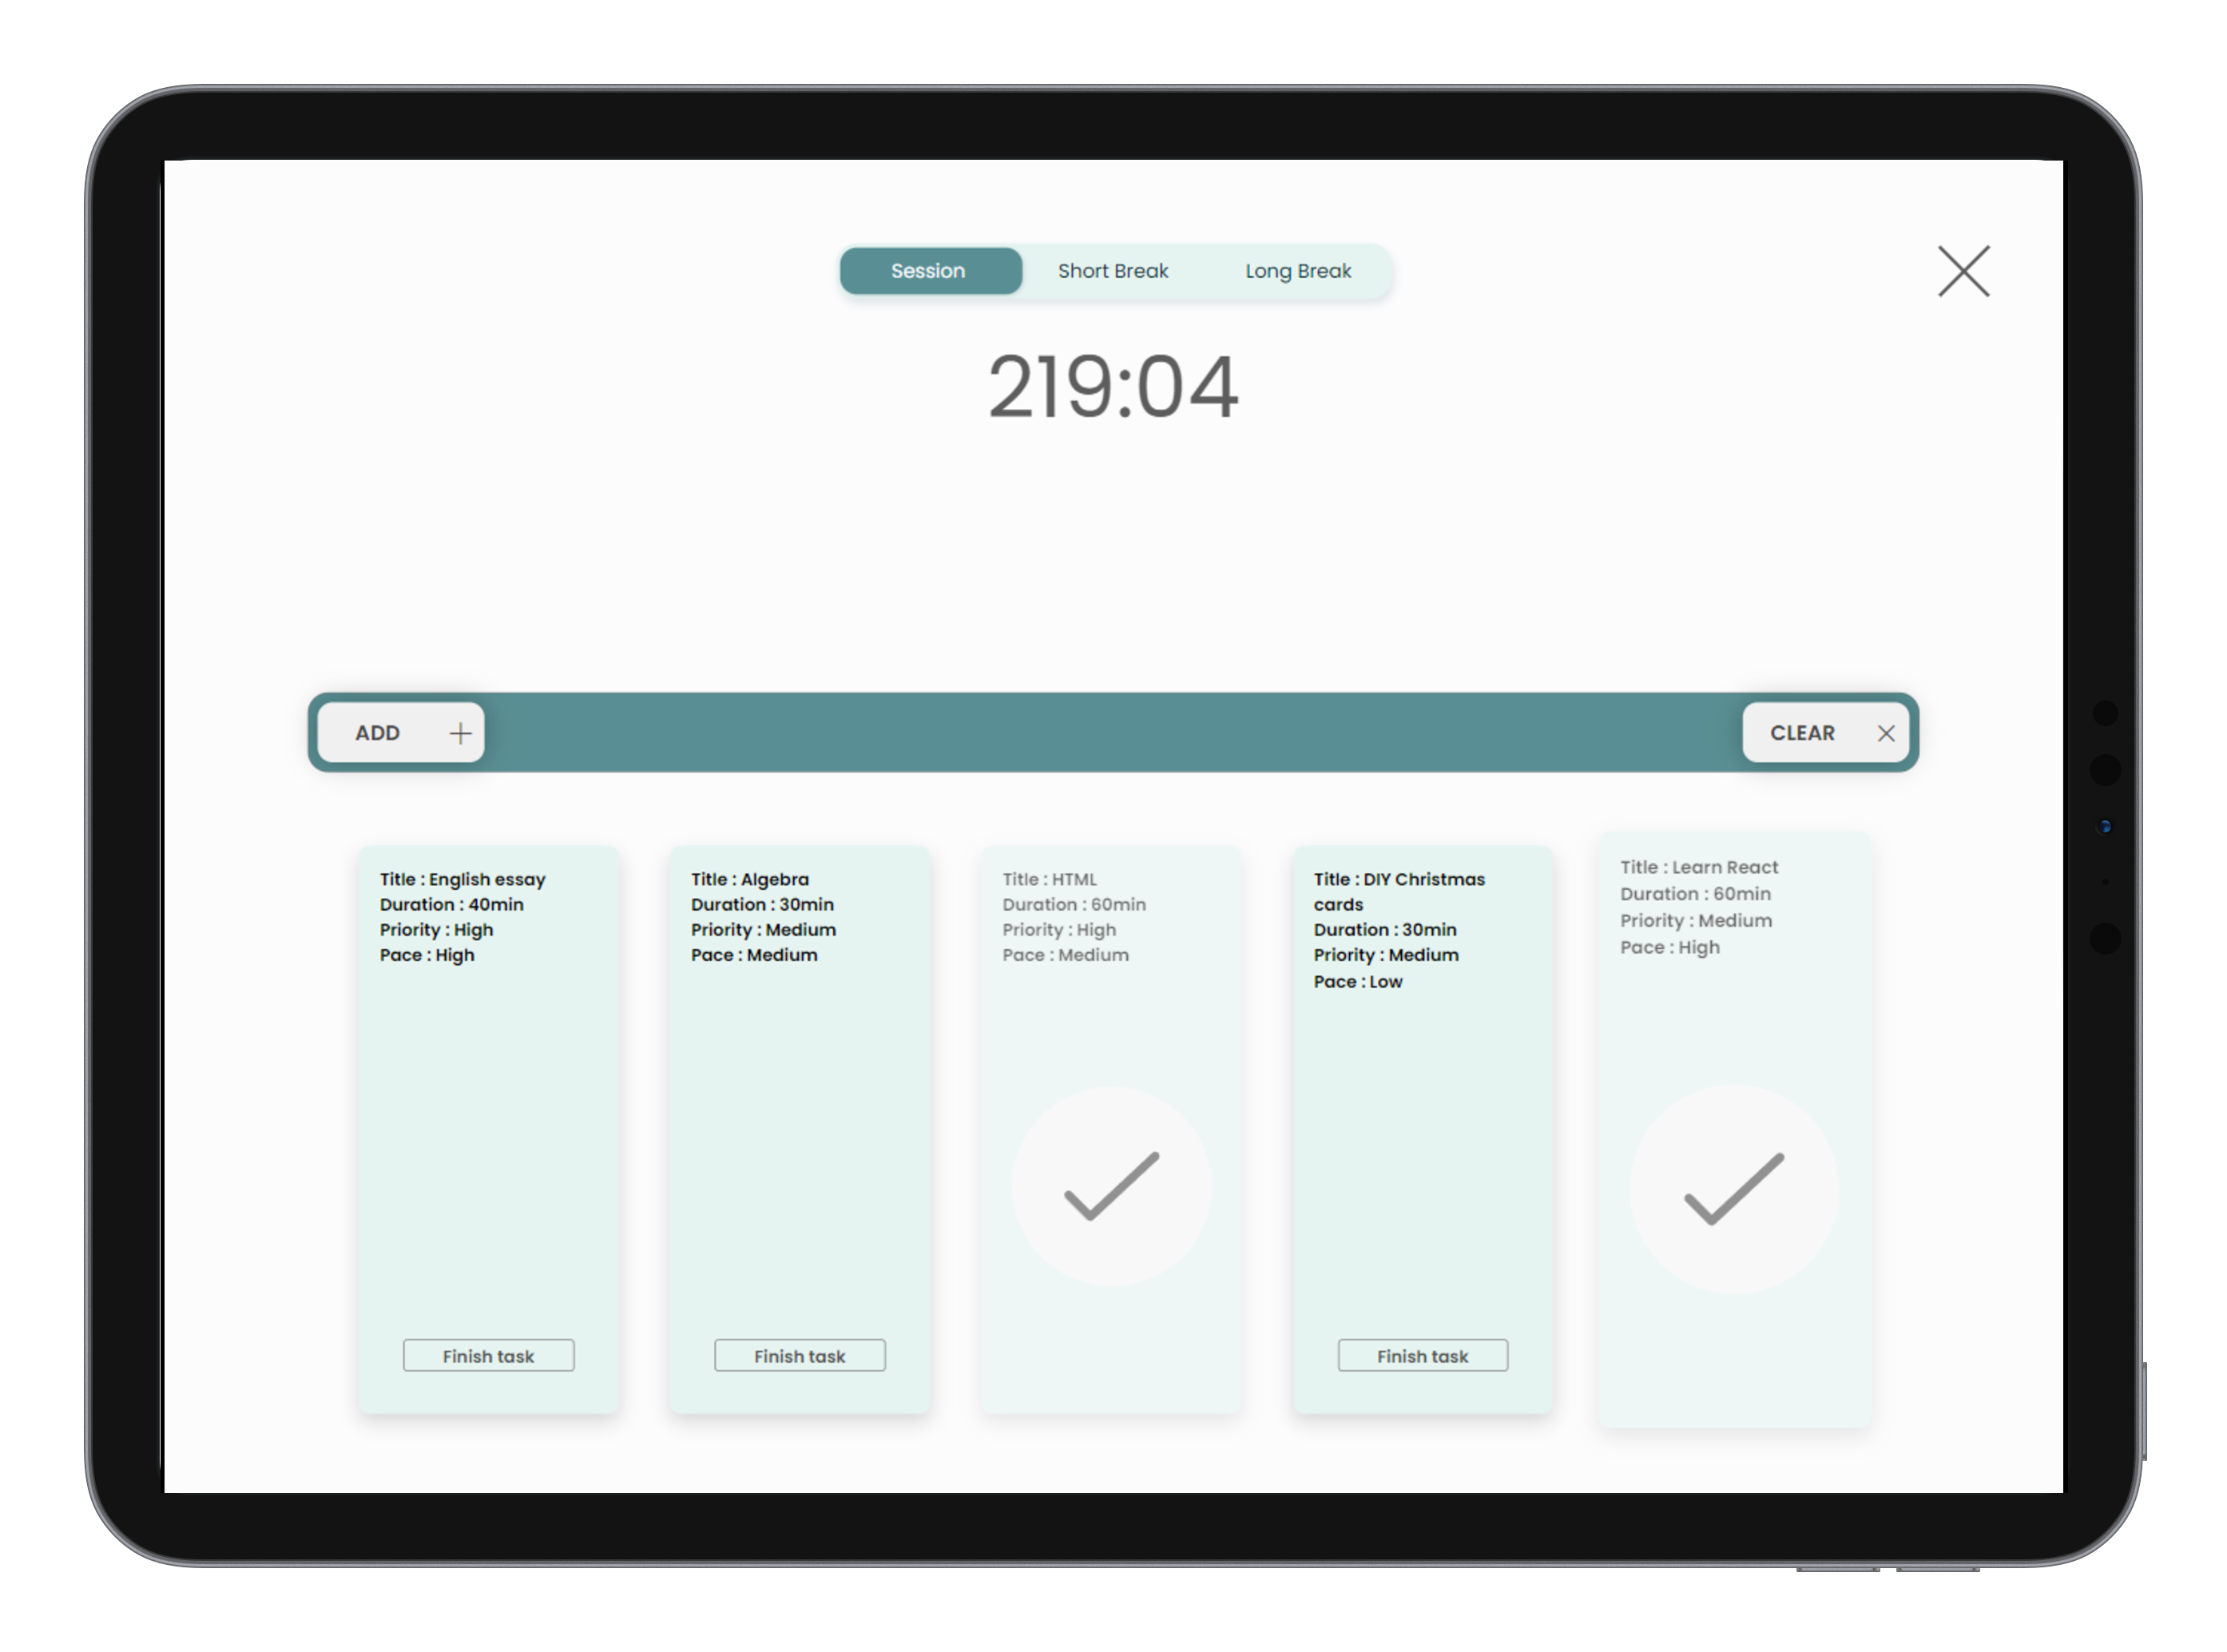 Session Short Break Long Break
219:04
ADD CLEAR
Title : English essay
Duration : 40min
Priority : High
Pace : High
Finish task
Title : Algebra
Duration : 30min
Priority : Medium
Pace : Medium
Finish task
Title : HTML
Duration : 60min
Priority : High
Pace : Medium
Title : DIY Christmas
cards
Duration : 30min
Priority : Medium
Pace : Low
Finish task
Title : Learn React
Duration : 60min
Priority : Medium
Pace : High